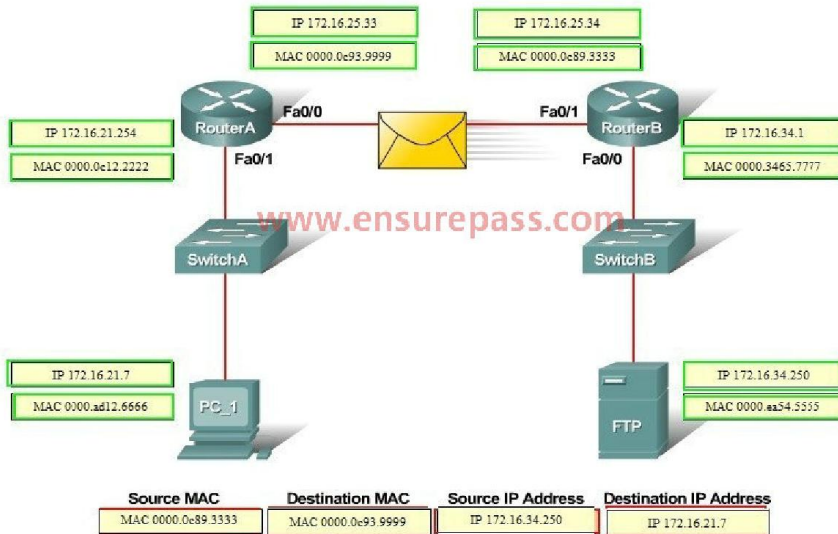 IP 172.16.25.33
MAC 0000.0c93.9999
IP 172.16.25.34
MAC 0000.0c89.3333
IP 172.16.21.254
MAC 0000.0c12.2222
RouterA
Fa0/0
Fa0/1
Fa0/1
RouterB
Fa0/0
IP 172.16.34.1
MAC 0000.3465.7777
www.ensurepass.com
SwitchA
SwitchB
IP 172.16.21.7
MAC 0000.ad12.6666
PC_1
FTP
IP 172.16.34.250
MAC 0000.ea54.5555
Source MAC Destination MAC Source IP Address Destination IP Address
MAC 0000.0c89.3333 MAC 0000.0c93.9999 IP 172.16.34.250 IP 172.16.21.7